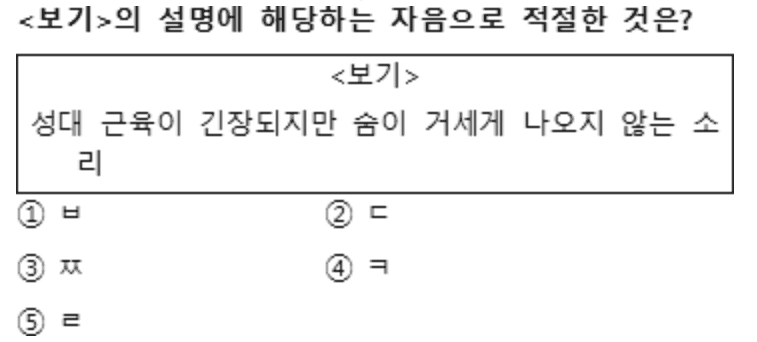 <보기>의 설명에 해당하는 자음으로 적절한 것은?
<보기>
성대 근육이 긴장되지만 숨이 거세게 나오지 않는 소
리
① ㅂ ② ㄷ
③ ㅉ ④ ㅋ
⑤ ㄹ